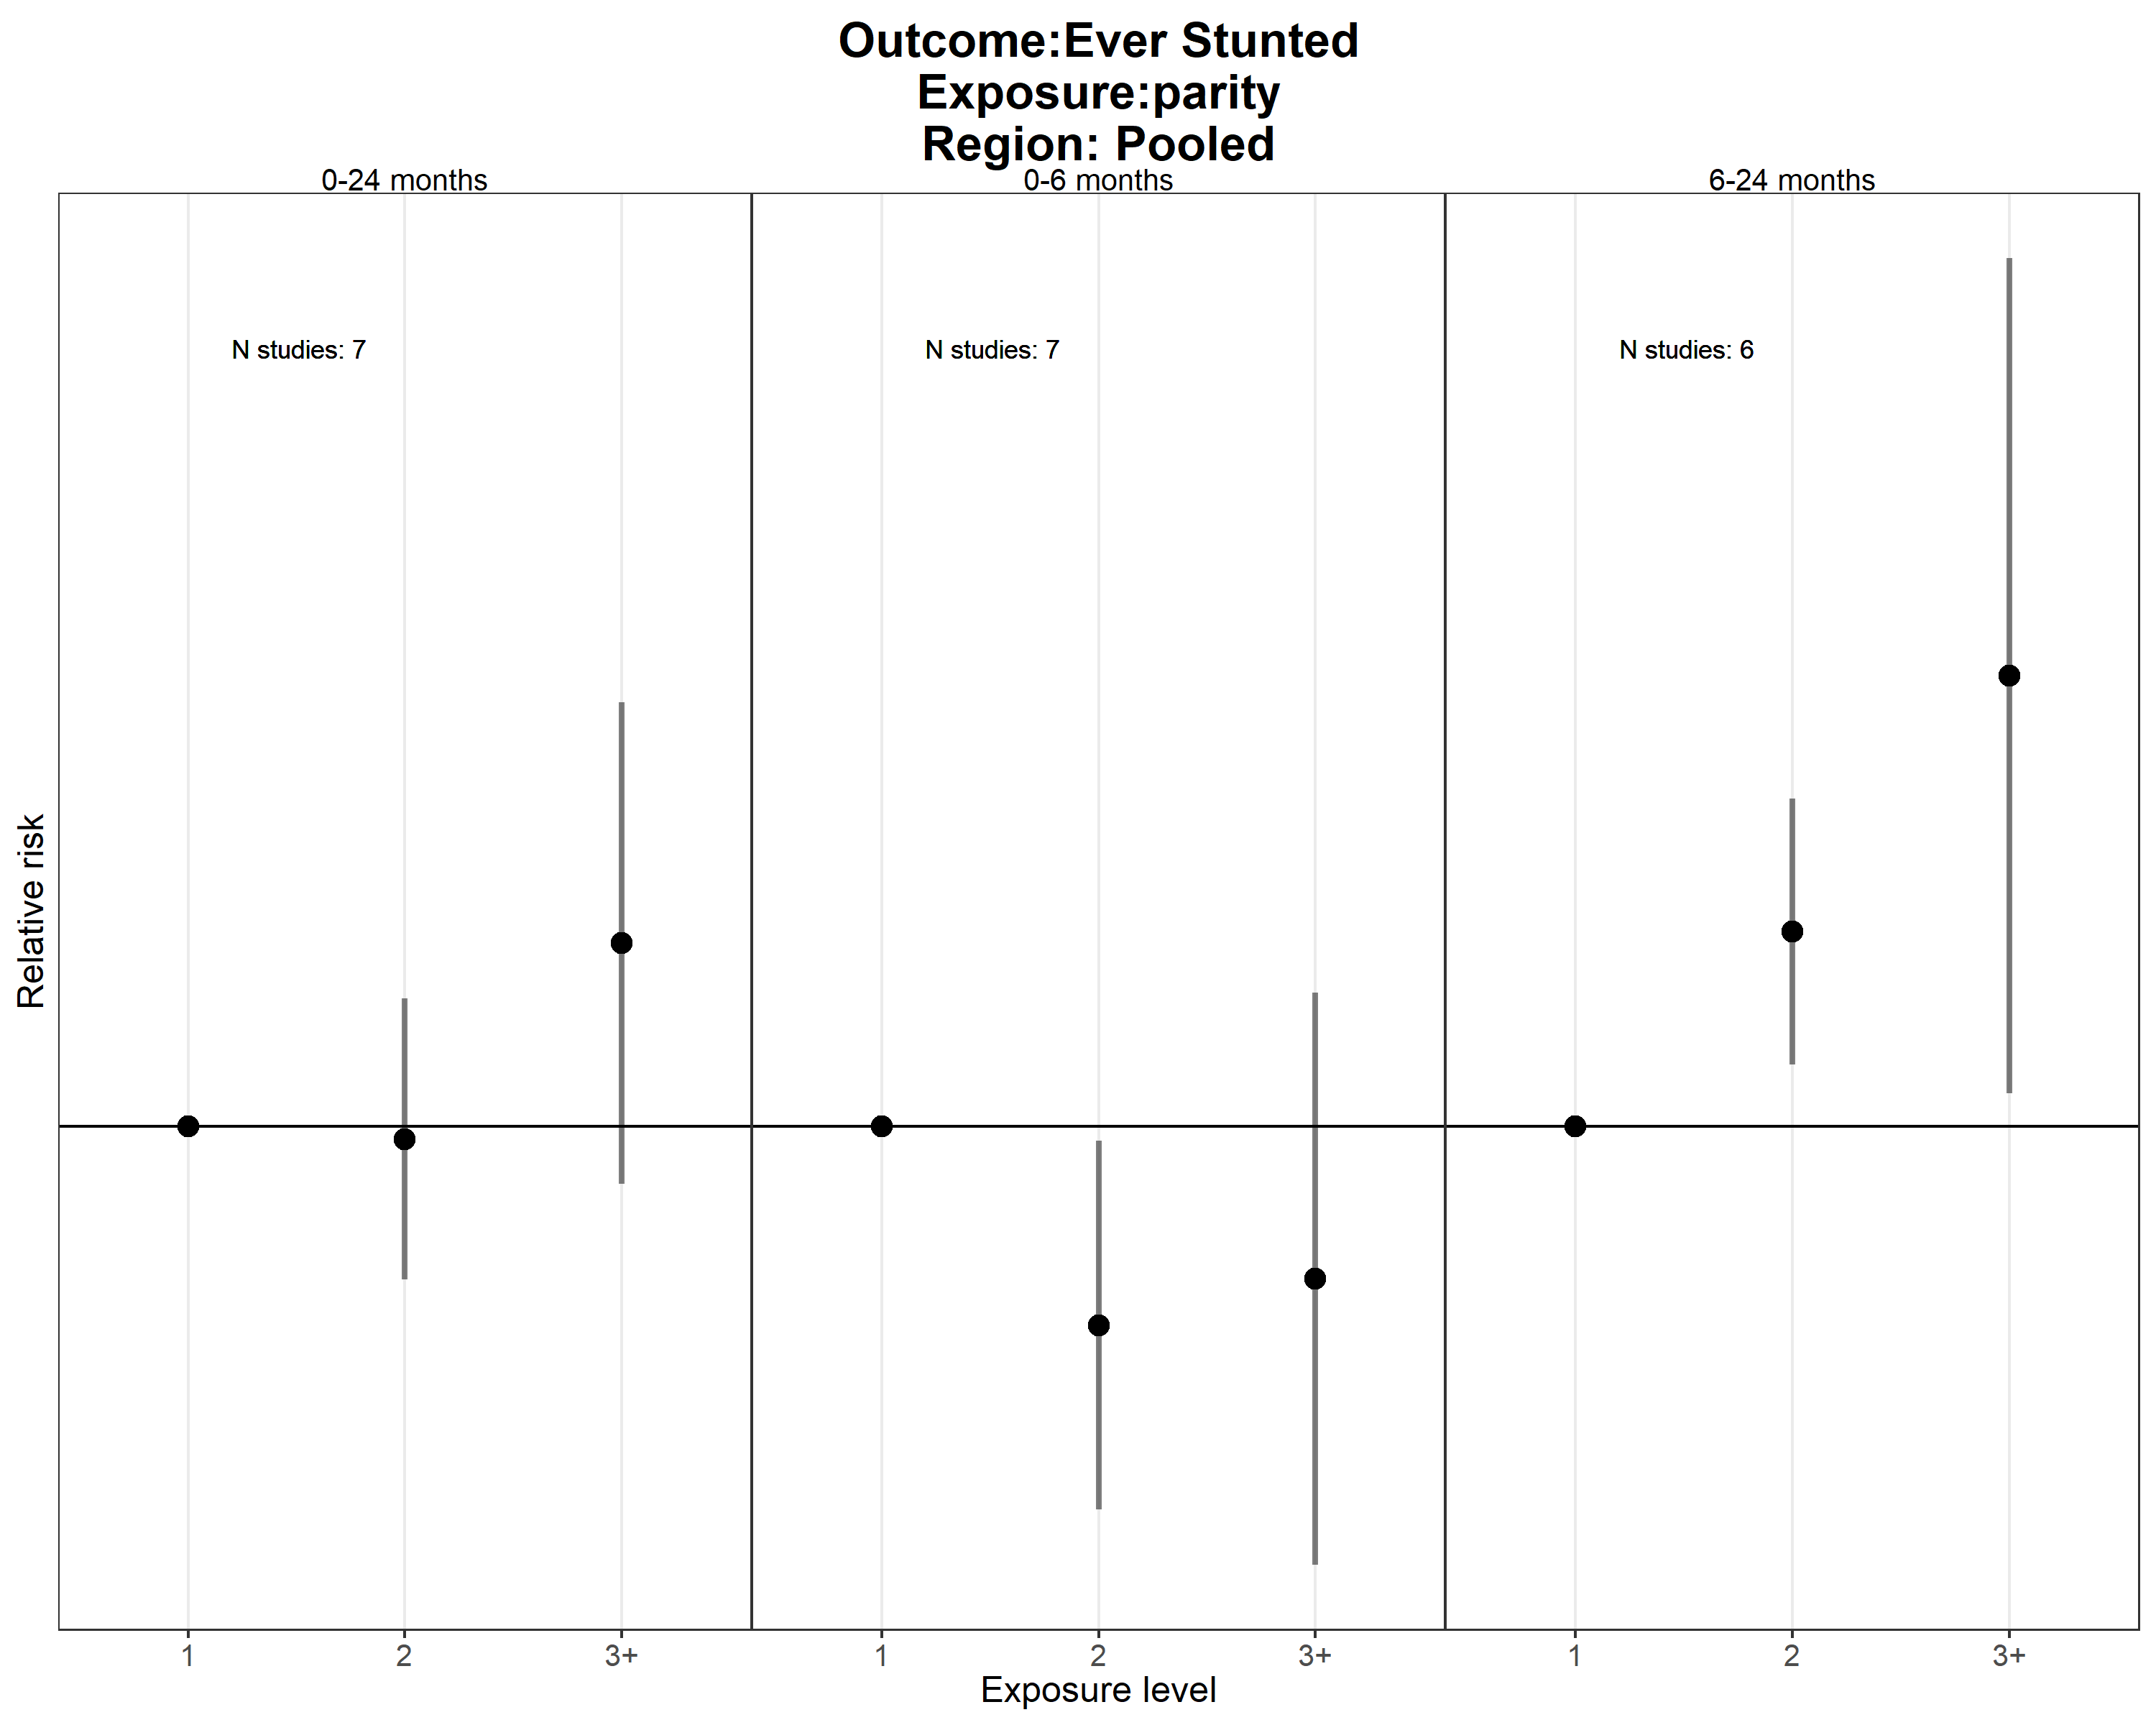 Outcome:Ever Stunted
Exposure:parity
Region: Pooled
0-24 months
0-6 months
6-24 months
N studies: 7
N studies: 7
N studies: 6
Relative risk
1
2
3+
1
2
3+
1
2
3+
Exposure level